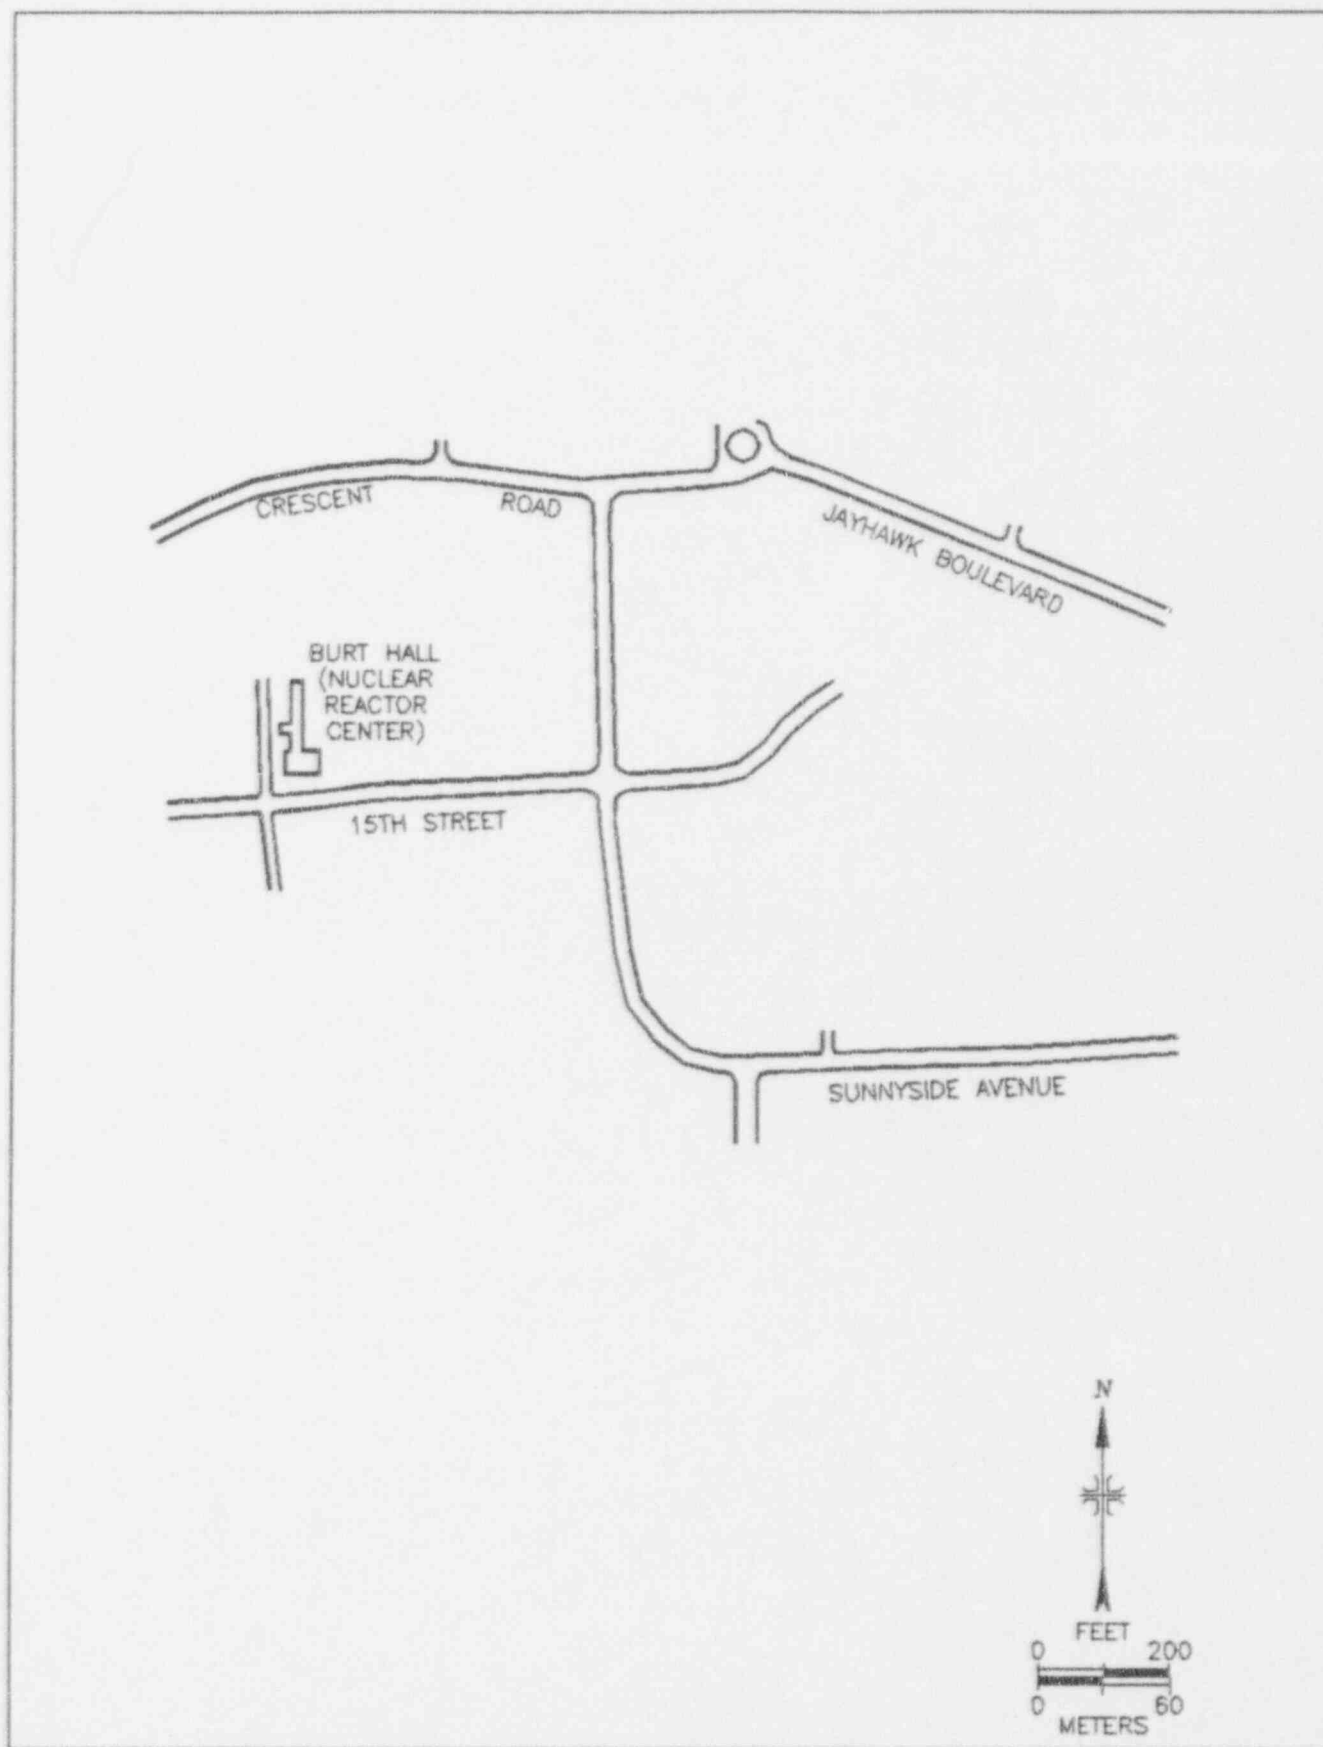 CRESCENT ROAD
JAYHAWK BOULEVARD
BURT HALL
(NUCLEAR
REACTOR
CENTER)
15TH STREET
SUNNYSIDE AVENUE
N
FEET
0 200
0 60
METERS